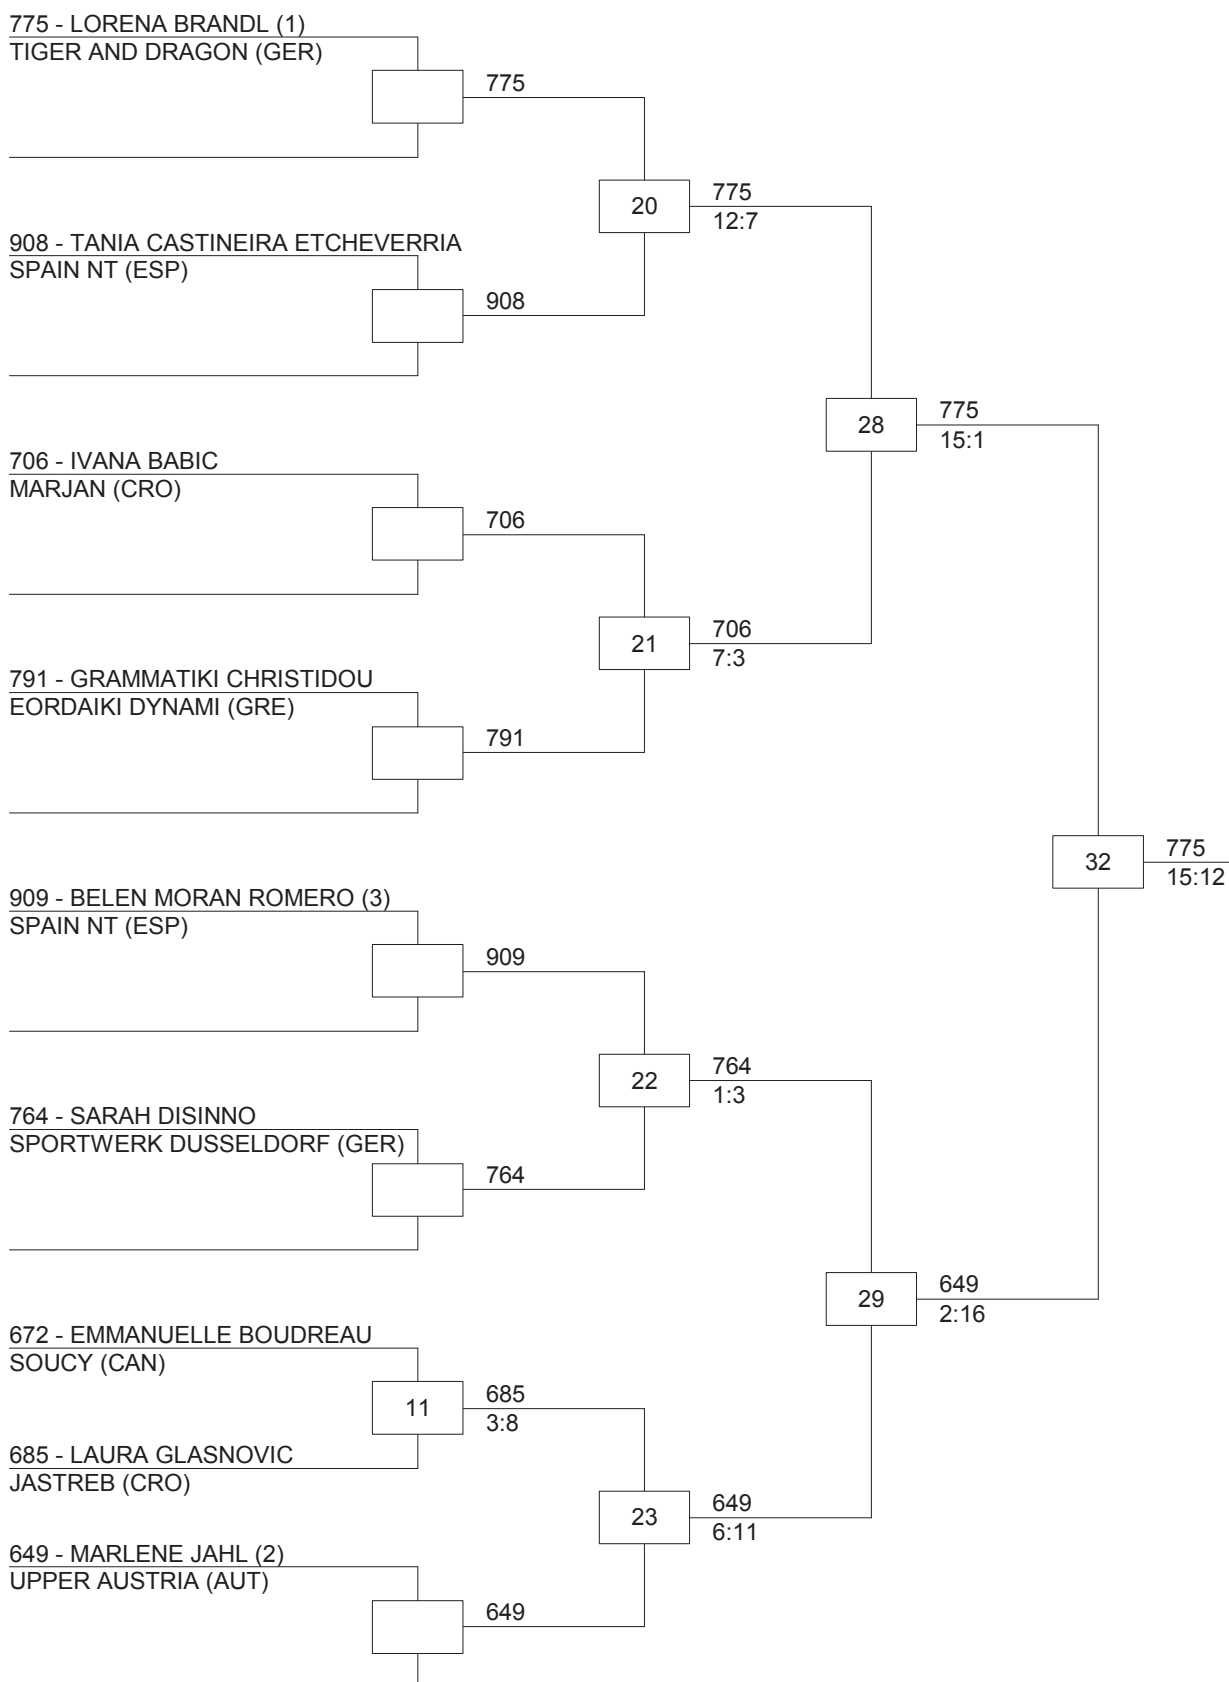 775 - LORENA BRANDL (1)
TIGER AND DRAGON (GER)
775
20
775
12:7
908 - TANIA CASTINEIRA ETCHEVERRIA
SPAIN NT (ESP)
908
28
775
15:1
706 - IVANA BABIC
MARJAN (CRO)
706
21
706
7:3
791 - GRAMMATIKI CHRISTIDOU
EORDAIKI DYNAMI (GRE)
791
32
775
15:12
909 - BELEN MORAN ROMERO (3)
SPAIN NT (ESP)
909
22
764
1:3
764 - SARAH DISINNO
SPORTWERK DUSSELDORF (GER)
764
29
649
2:16
672 - EMMANUELLE BOUDREAU
SOUCY (CAN)
11
685
3:8
685 - LAURA GLASNOVIC
JASTREB (CRO)
23
649
6:11
649 - MARLENE JAHL (2)
UPPER AUSTRIA (AUT)
649